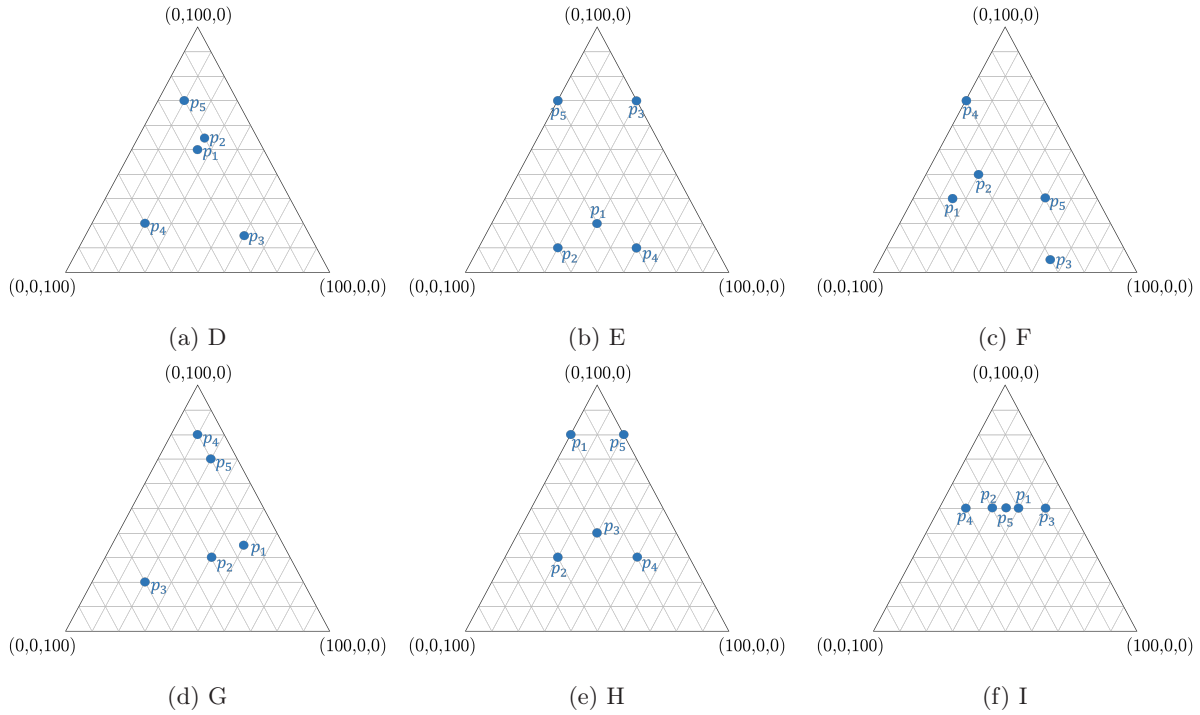 (0,100,0) (0,100,0) (0,100,0)
p₅ p₅ p₃ p₄
p₂
p₁
p₂
p₁ p₁ p₅
p₄ p₃ p₂ p₄ p₃
(0,0,100) (100,0,0) (0,0,100) (100,0,0) (0,0,100) (100,0,0)
(a) D (b) E (c) F
(0,100,0) (0,100,0) (0,100,0)
p₄ p₁ p₅
p₅
p₂ p₁
p₄ p₅ p₃
p₃
p₁
p₂ p₂ p₄
p₃
(0,0,100) (100,0,0) (0,0,100) (100,0,0) (0,0,100) (100,0,0)
(d) G (e) H (f) I